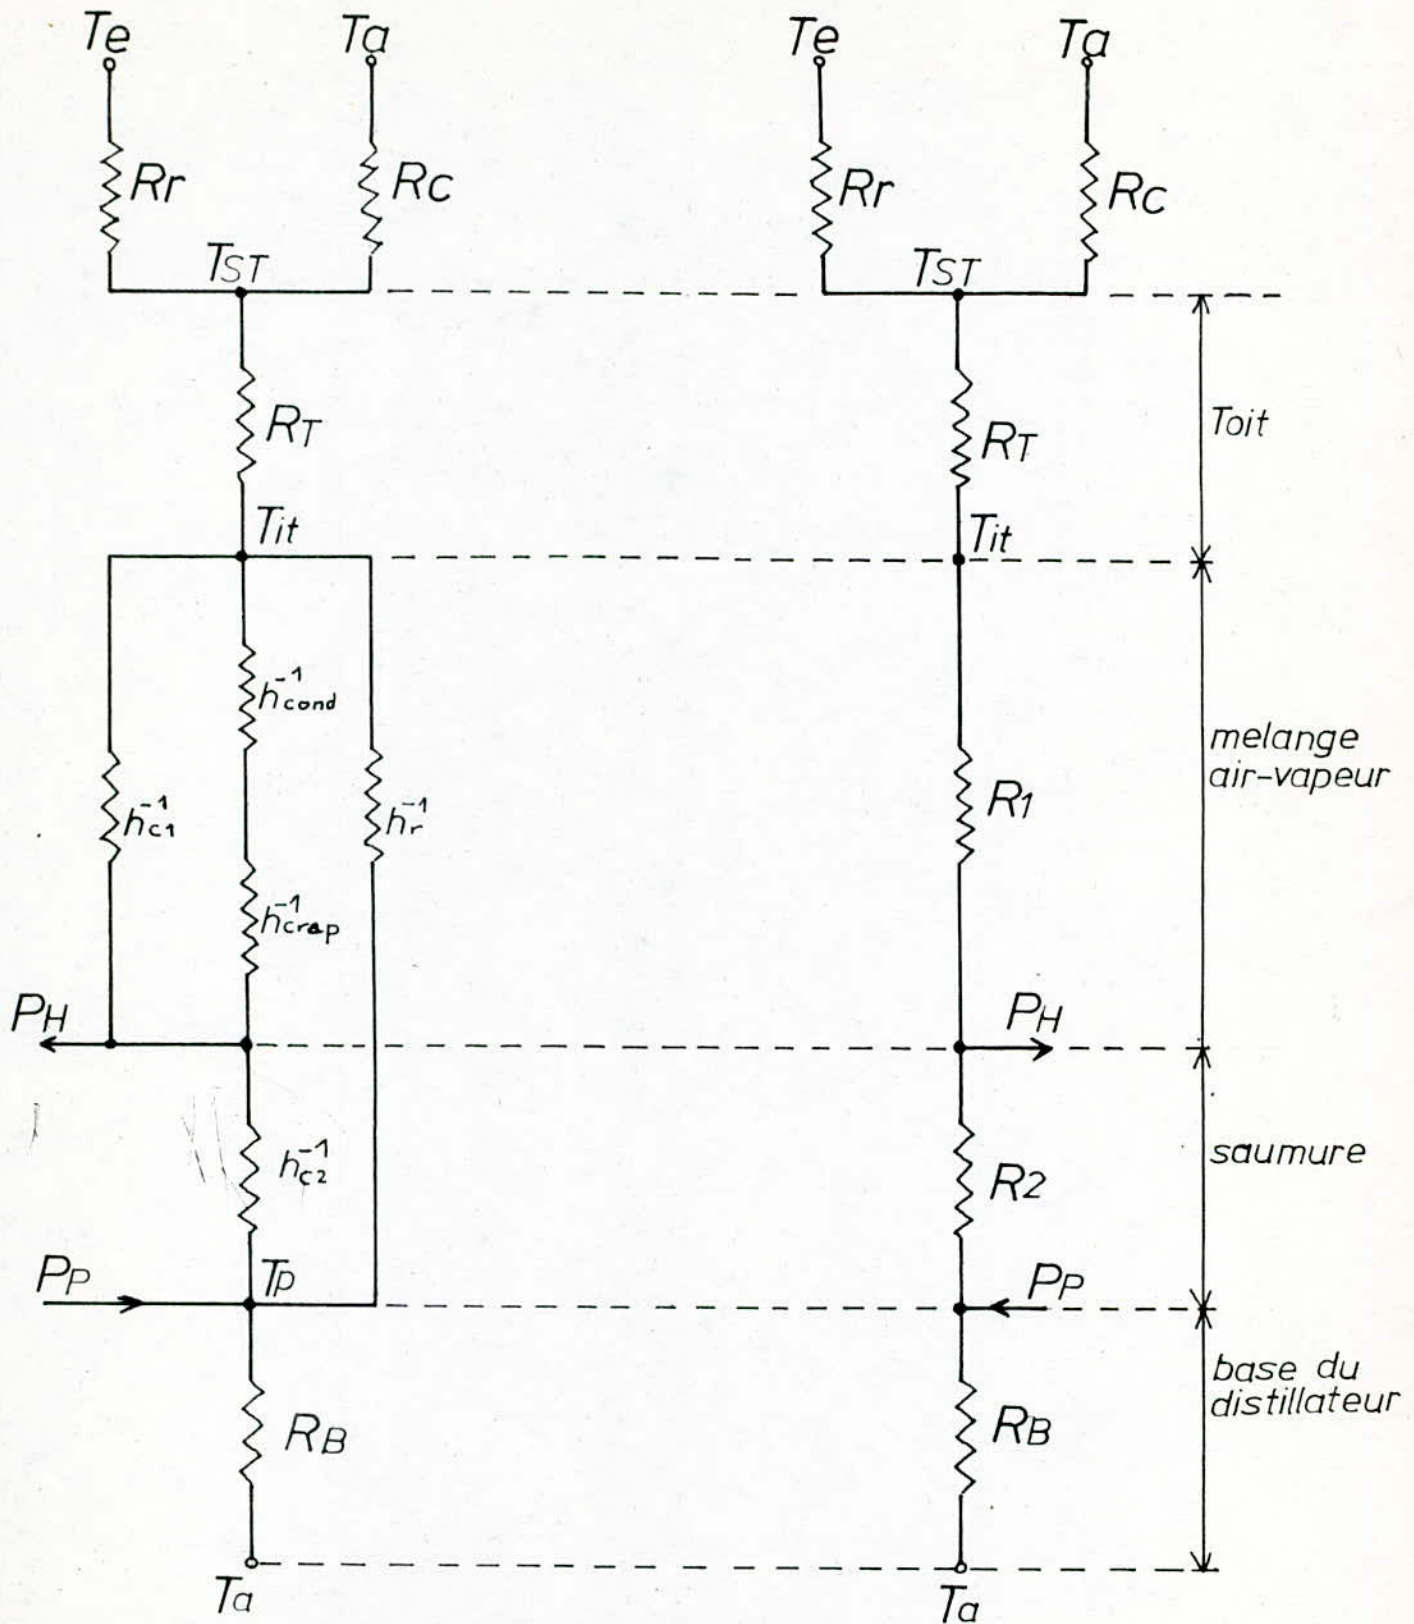 Te Ta Te Ta
Rr Rc Rr Rc
TST TST
RT RT Toit
Tit Tit
h⁻¹cond
h⁻¹c1 h⁻¹r R1 melange
air-vapeur
h⁻¹crap
PH PH
h⁻¹c2 R2 saumure
PP Tp PP
RB RB base du
distillateur
Ta Ta